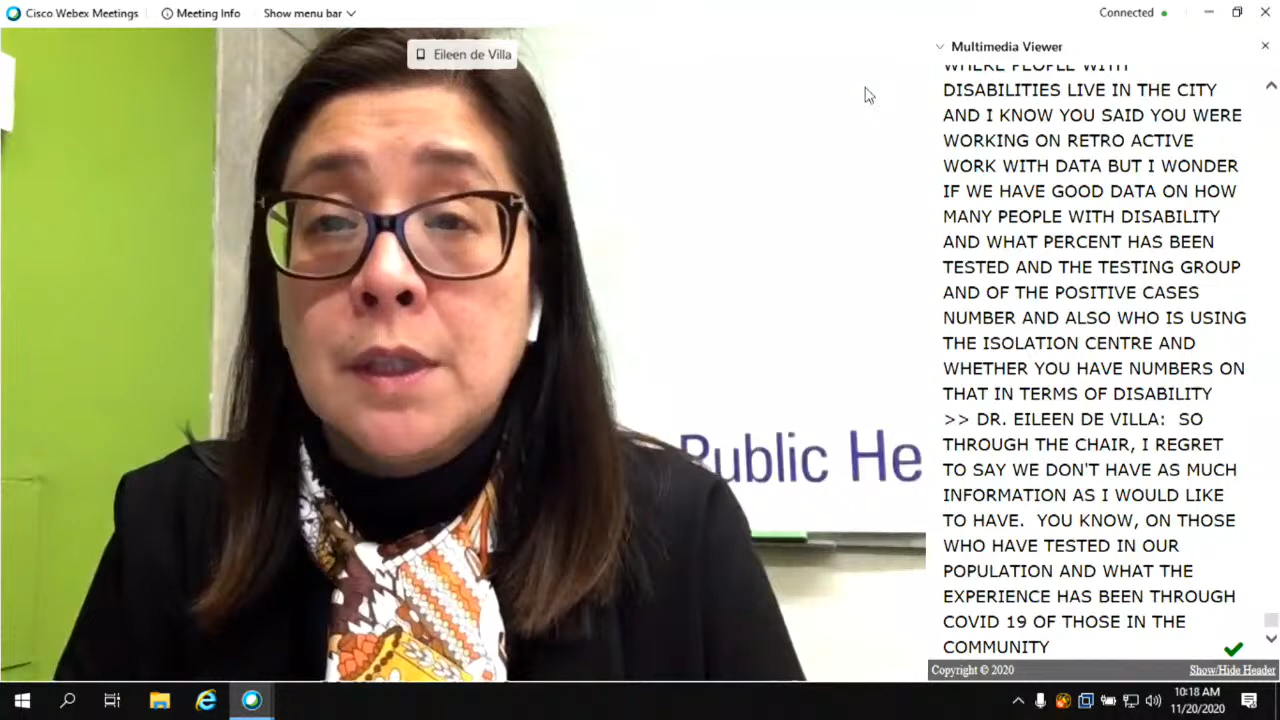 Cisco Webex Meetings
Meeting Info
Show menu bar
Connected
Eileen de Villa
Multimedia Viewer
WHERE PEOPLE WITH
DISABILITIES LIVE IN THE CITY
AND I KNOW YOU SAID YOU WERE
WORKING ON RETRO ACTIVE
WORK WITH DATA BUT I WONDER
IF WE HAVE GOOD DATA ON HOW
MANY PEOPLE WITH DISABILITY
AND WHAT PERCENT HAS BEEN
TESTED AND THE TESTING GROUP
AND OF THE POSITIVE CASES
NUMBER AND ALSO WHO IS USING
THE ISOLATION CENTRE AND
WHETHER YOU HAVE NUMBERS ON
THAT IN TERMS OF DISABILITY
>> DR. EILEEN DE VILLA:  SO
THROUGH THE CHAIR, I REGRET
TO SAY WE DON'T HAVE AS MUCH
INFORMATION AS I WOULD LIKE
TO HAVE.  YOU KNOW, ON THOSE
WHO HAVE TESTED IN OUR
POPULATION AND WHAT THE
EXPERIENCE HAS BEEN THROUGH
COVID 19 OF THOSE IN THE
COMMUNITY
Public He
Copyright © 2020
Show/Hide Header
10:18 AM
11/20/2020